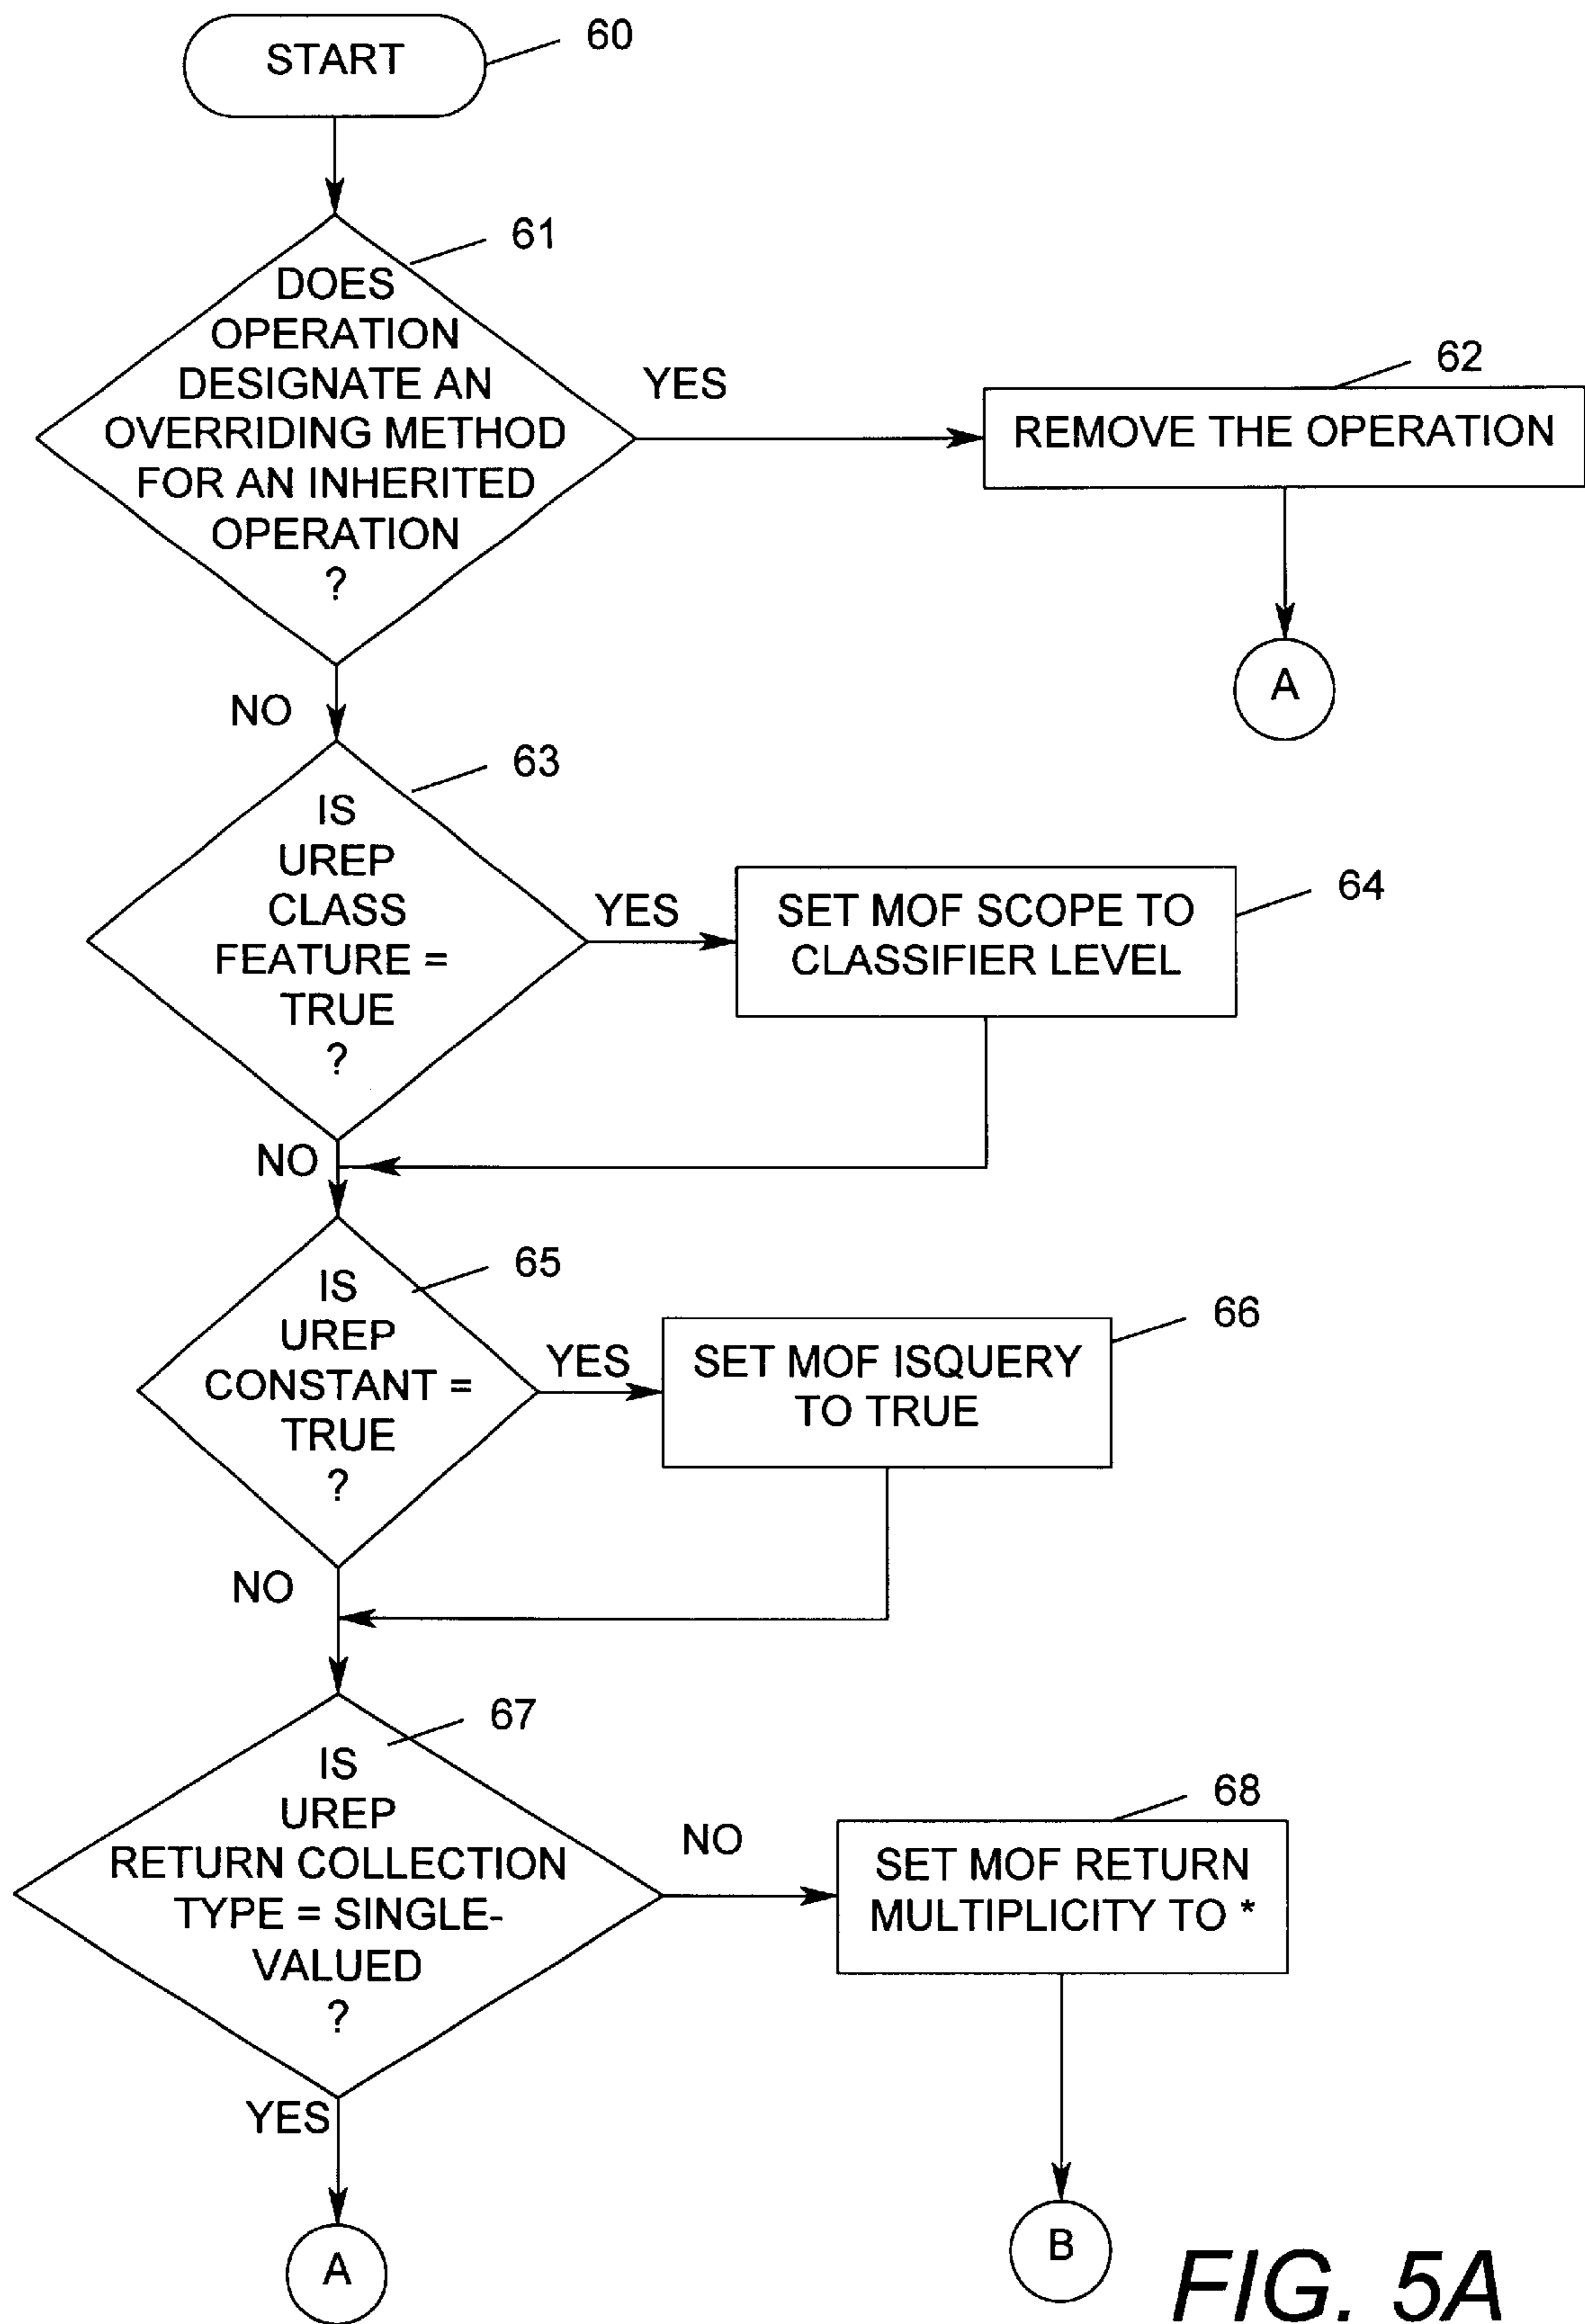 START
60
61
DOES
OPERATION
DESIGNATE AN
OVERRIDING METHOD
FOR AN INHERITED
OPERATION
?
YES
62
REMOVE THE OPERATION
A
NO
63
IS
UREP
CLASS
FEATURE =
TRUE
?
YES
64
SET MOF SCOPE TO
CLASSIFIER LEVEL
NO
65
IS
UREP
CONSTANT =
TRUE
?
YES
66
SET MOF ISQUERY
TO TRUE
NO
67
IS
UREP
RETURN COLLECTION
TYPE = SINGLE-
VALUED
?
NO
68
SET MOF RETURN
MULTIPLICITY TO *
YES
A
B
FIG. 5A